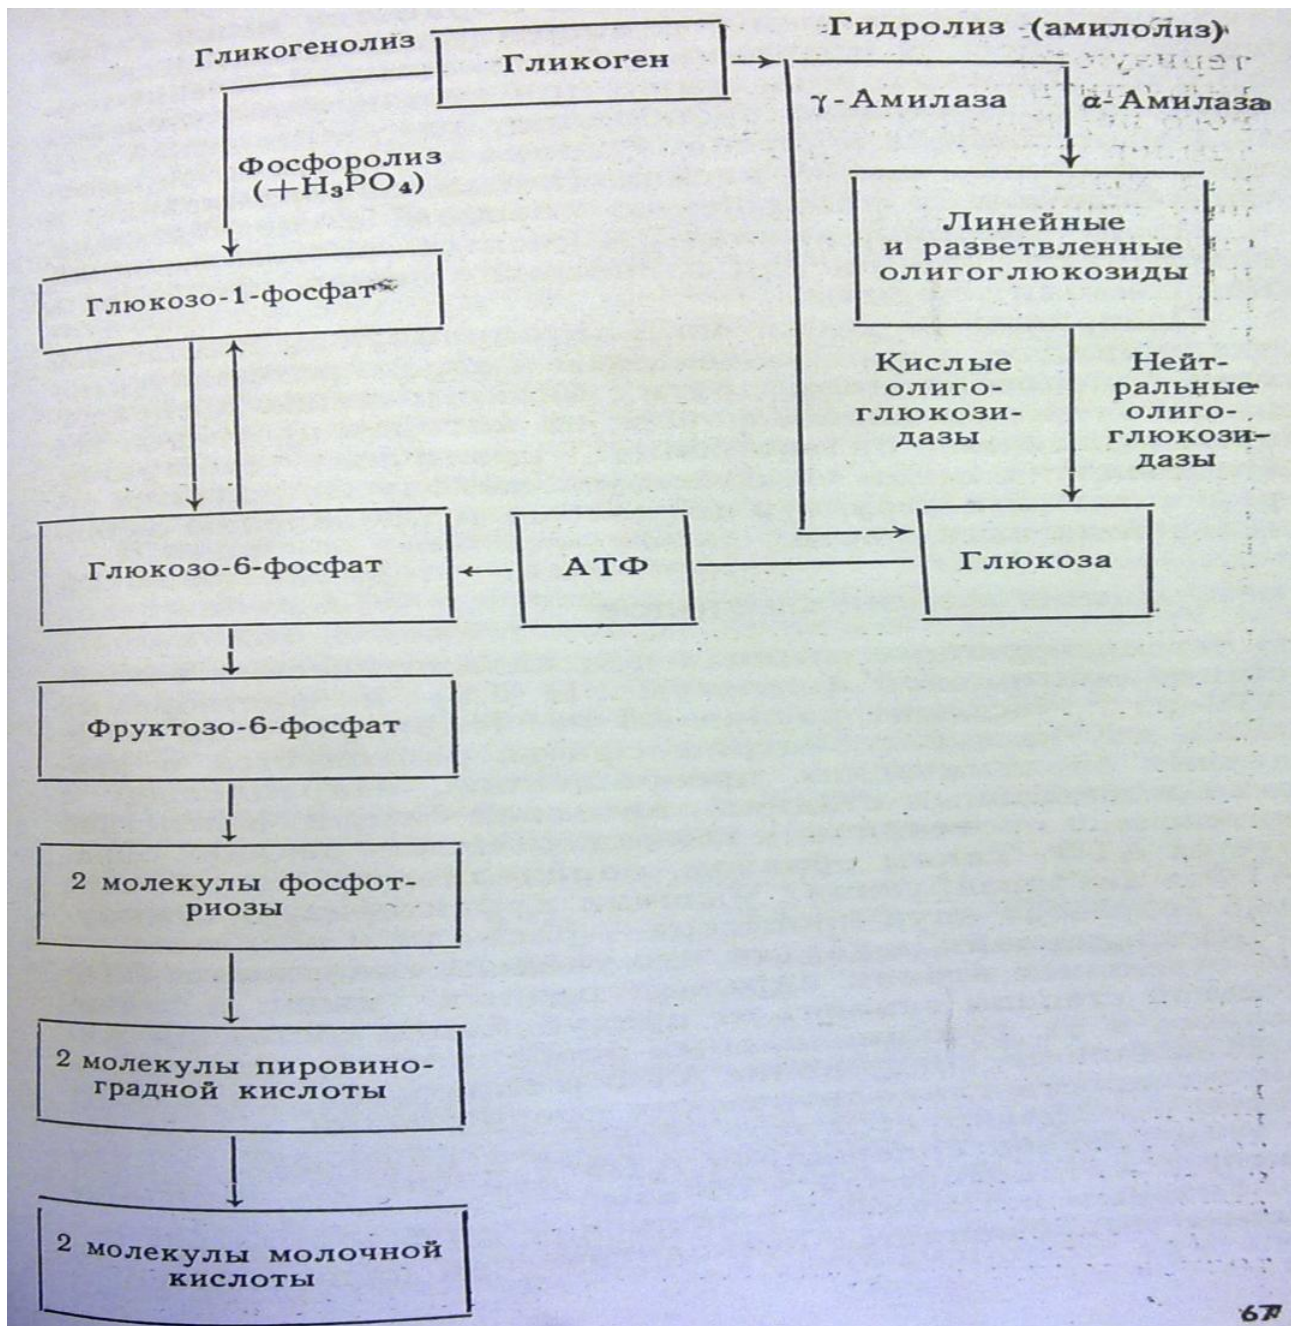 Гликогенолиз
Гликоген
Гидролиз (амилолиз)
γ-Амилаза
α-Амилаза
Фосфоролиз
(+H₃PO₄)
Линейные
и разветвленные
олигоглюкозиды
Глюкозо-1-фосфат
Кислые
олиго-
глюкози-
дазы
Нейт-
ральные
олиго-
глюкози-
дазы
Глюкозо-6-фосфат
АТФ
Глюкоза
Фруктозо-6-фосфат
2 молекулы фосфот-
риозы
2 молекулы пировино-
градной кислоты
2 молекулы молочной
кислоты
67